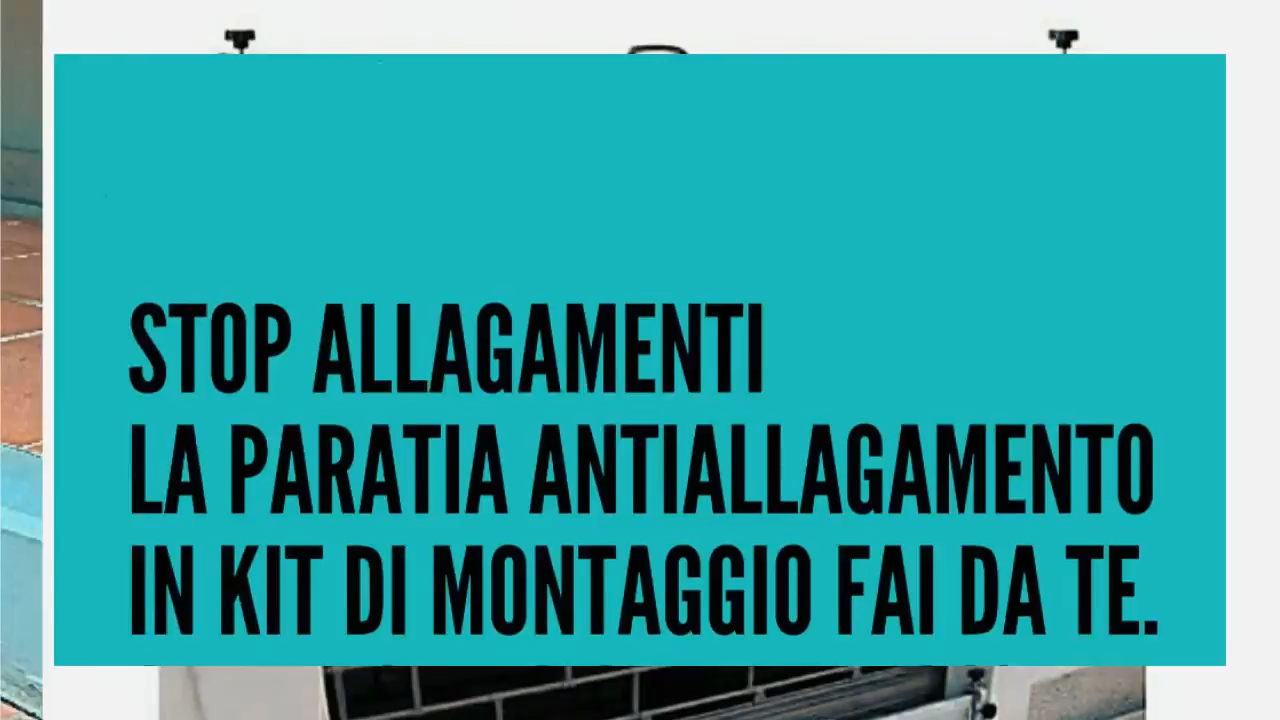 STOP ALLAGAMENTI
LA PARATIA ANTIALLAGAMENTO
IN KIT DI MONTAGGIO FAI DA TE.